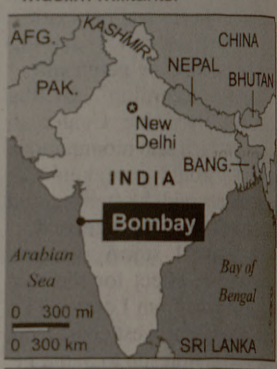 AFG.
KASHMIR
CHINA
NEPAL
BHUTAN
PAK.
New
Delhi
BANG.
INDIA
Bombay
Arabian
Sea
Bay of
Bengal
0 300 mi
0 300 km
SRI LANKA